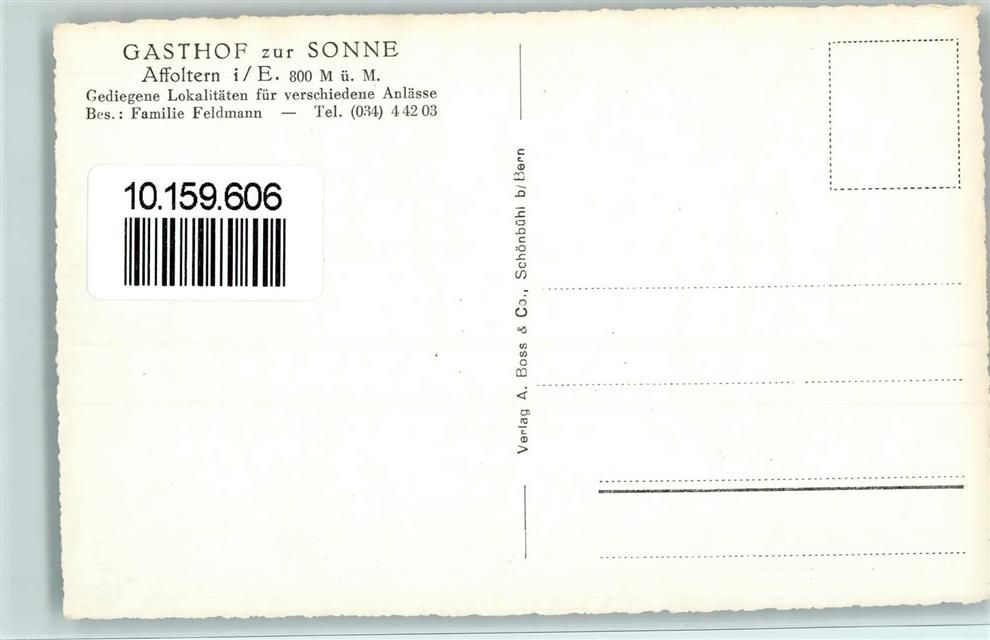 GASTHOF zur SONNE
Affoltern i/E. 800 M ü. M.
Gediegene Lokalitäten für verschiedene Anlässe
Bes.: Familie Feldmann — Tel. (034) 4 42 03
10.159.606
Verlag A. Boss & Co., Schönbühl b/Bern